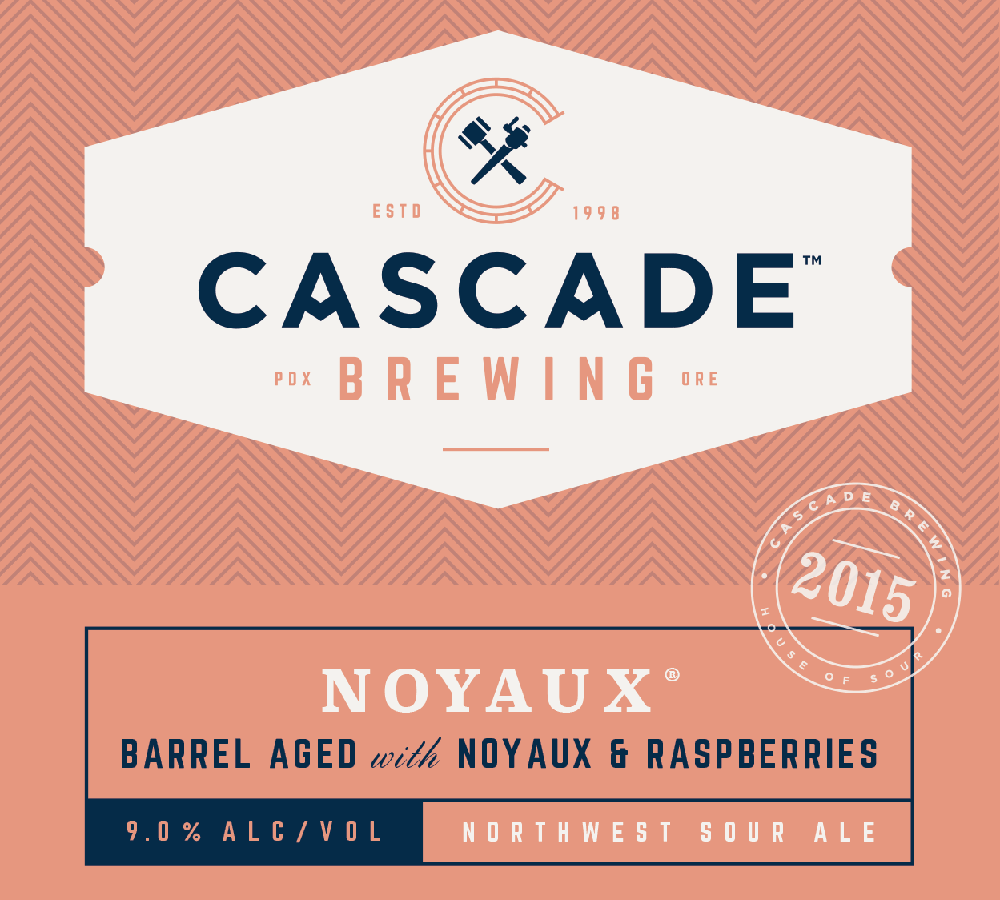 ESTD 1998
CASCADE™
PDX BREWING ORE
CASCADE BREWING
2015
HOUSE OF SOUR
NOYAUX®
BARREL AGED with NOYAUX & RASPBERRIES
9.0% ALC/VOL NORTHWEST SOUR ALE